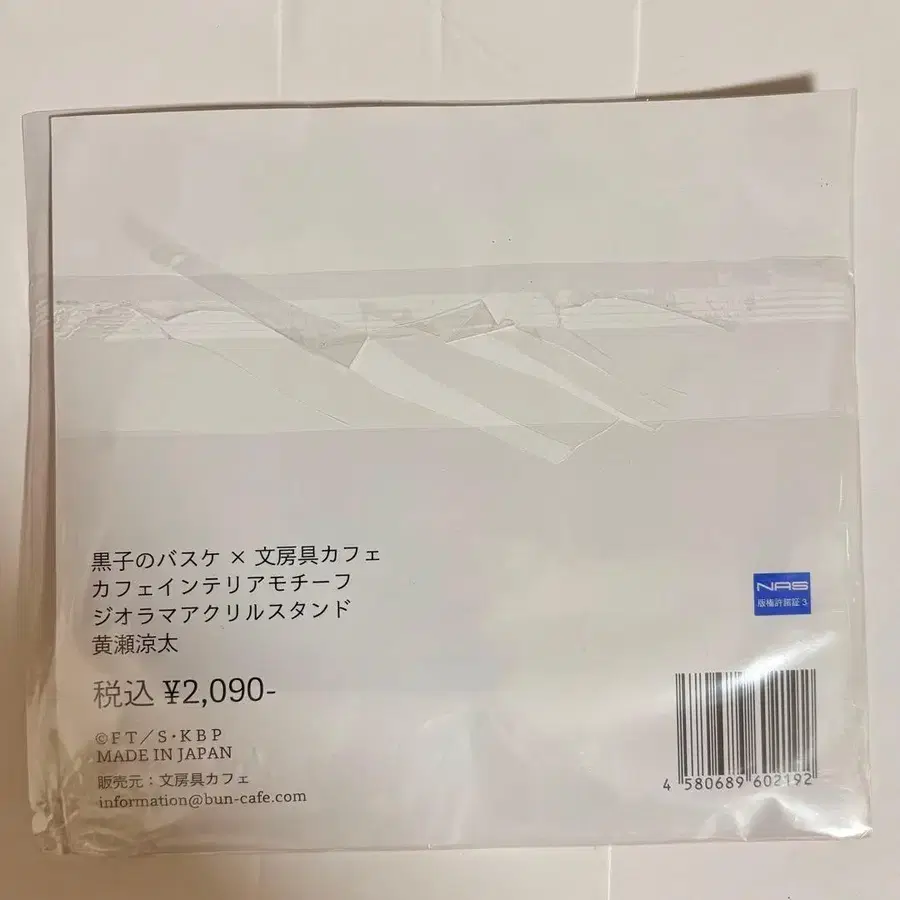 黒子のバスケ × 文房具カフェ
カフェインテリアモチーフ
ジオラマアクリルスタンド
黄瀬涼太
税込 ¥2,090-
©FT/S・KBP
MADE IN JAPAN
販売元：文房具カフェ
information@bun-cafe.com
NAS
版権許諾証 3
4 580689 602192